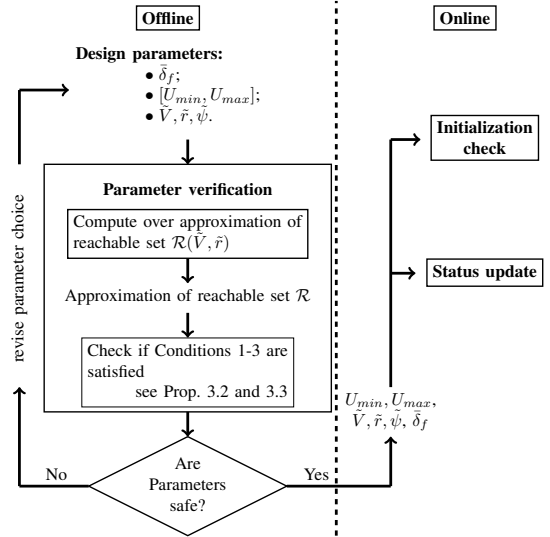 Offline
Online
Design parameters:
• δ̄_f;
• [U_min, U_max];
• Ṽ, r̃, ψ̃.
Parameter verification
Compute over approximation of
reachable set R(Ṽ, r̃)
Approximation of reachable set R
Check if Conditions 1-3 are
satisfied
see Prop. 3.2 and 3.3
revise parameter choice
Are
Parameters
safe?
No
Yes
U_min, U_max,
Ṽ, r̃, ψ̃, δ̄_f
Initialization
check
Status update